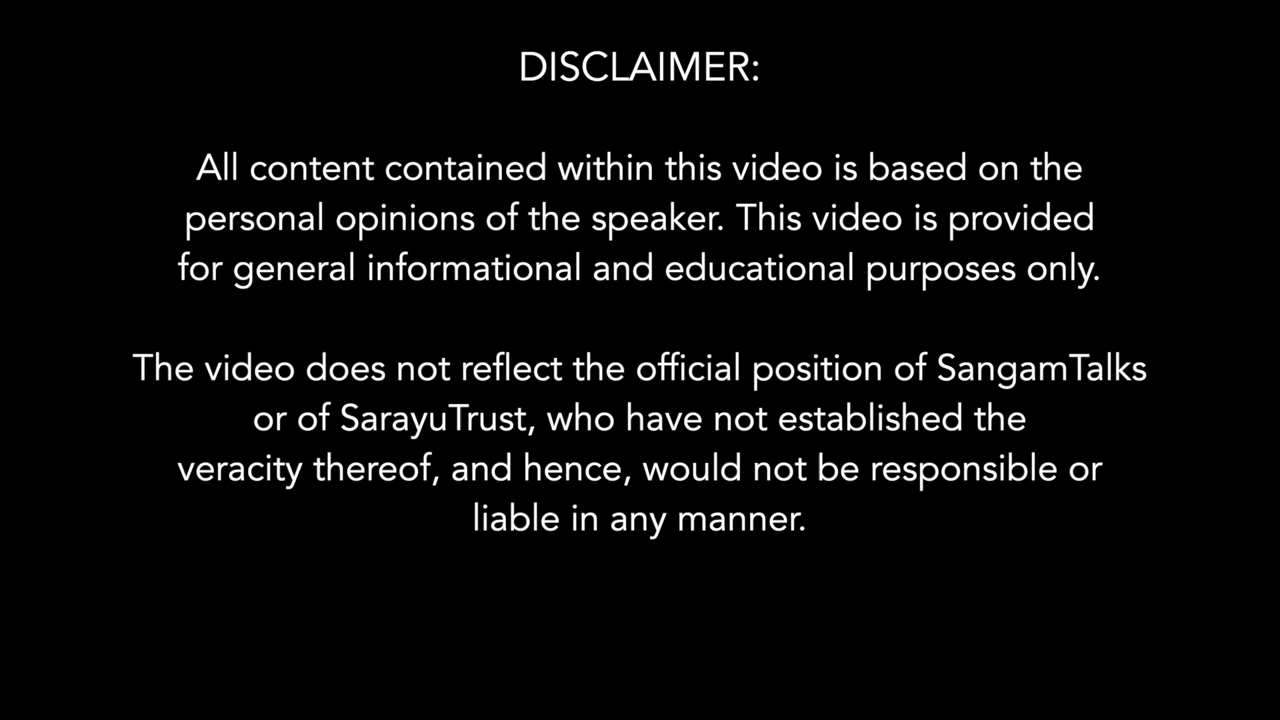 DISCLAIMER:
All content contained within this video is based on the
personal opinions of the speaker. This video is provided
for general informational and educational purposes only.
The video does not reflect the official position of SangamTalks
or of SarayuTrust, who have not established the
veracity thereof, and hence, would not be responsible or
liable in any manner.